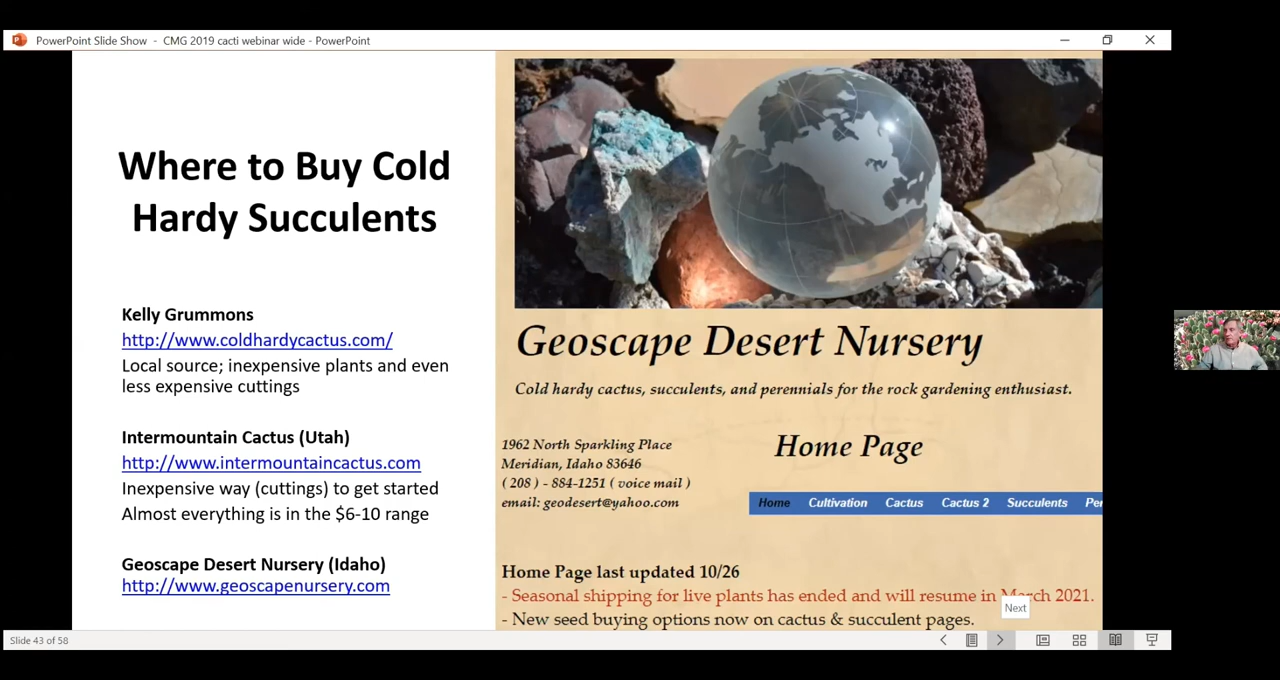 PowerPoint Slide Show - CMG 2019 cacti webinar wide - PowerPoint
Where to Buy Cold
Hardy Succulents
Kelly Grummons
http://www.coldhardycactus.com/
Local source; inexpensive plants and even
less expensive cuttings
Intermountain Cactus (Utah)
http://www.intermountaincactus.com
Inexpensive way (cuttings) to get started
Almost everything is in the $6-10 range
Geoscape Desert Nursery (Idaho)
http://www.geoscapenursery.com
Geoscape Desert Nursery
Cold hardy cactus, succulents, and perennials for the rock gardening enthusiast.
1962 North Sparkling Place
Meridian, Idaho 83646
( 208 ) - 884-1251 ( voice mail )
email: geodesert@yahoo.com
Home Page
Home Cultivation Cactus Cactus 2 Succulents Per
Home Page last updated 10/26
- Seasonal shipping for live plants has ended and will resume in March 2021.
- New seed buying options now on cactus & succulent pages.
Next
Slide 43 of 58